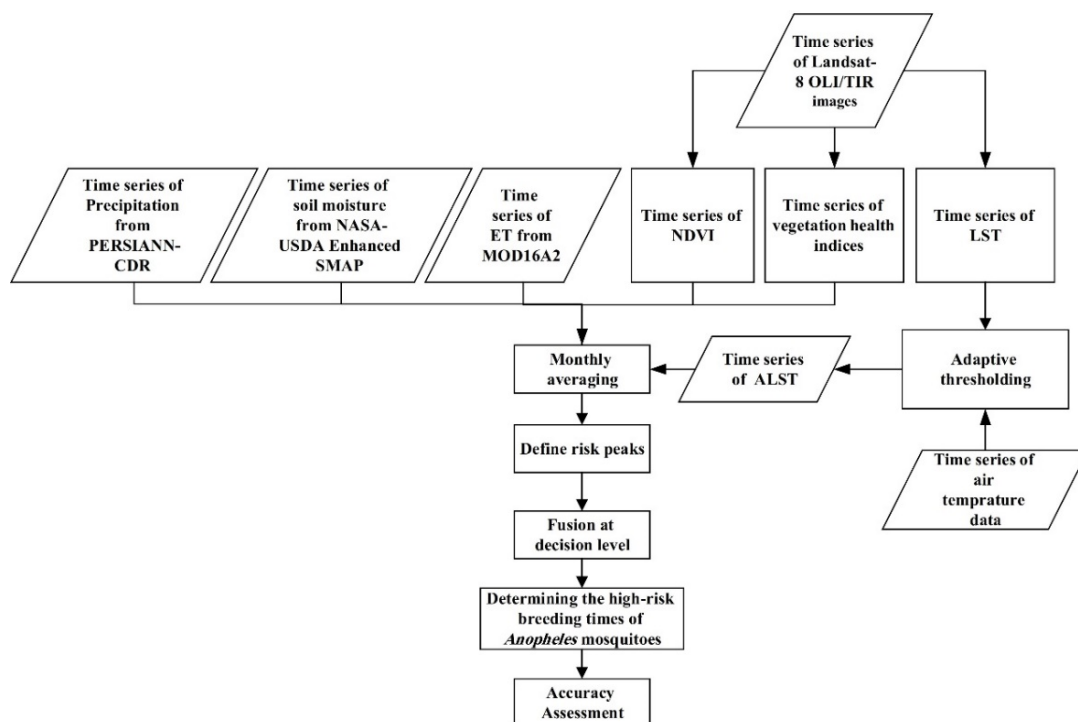 Time series
of Landsat-
8 OLI/TIR
images
Time series of
Precipitation
from
PERSIANN-
CDR
Time series of
soil moisture
from NASA-
USDA Enhanced
SMAP
Time
series of
ET from
MOD16A2
Time series of
NDVI
Time series of
vegetation health
indices
Time series of
LST
Monthly
averaging
Time series
of ALST
Adaptive
thresholding
Define risk peaks
Time series of
air
temprature
data
Fusion at
decision level
Determining the high-risk
breeding times of
Anopheles mosquitoes
Accuracy
Assessment